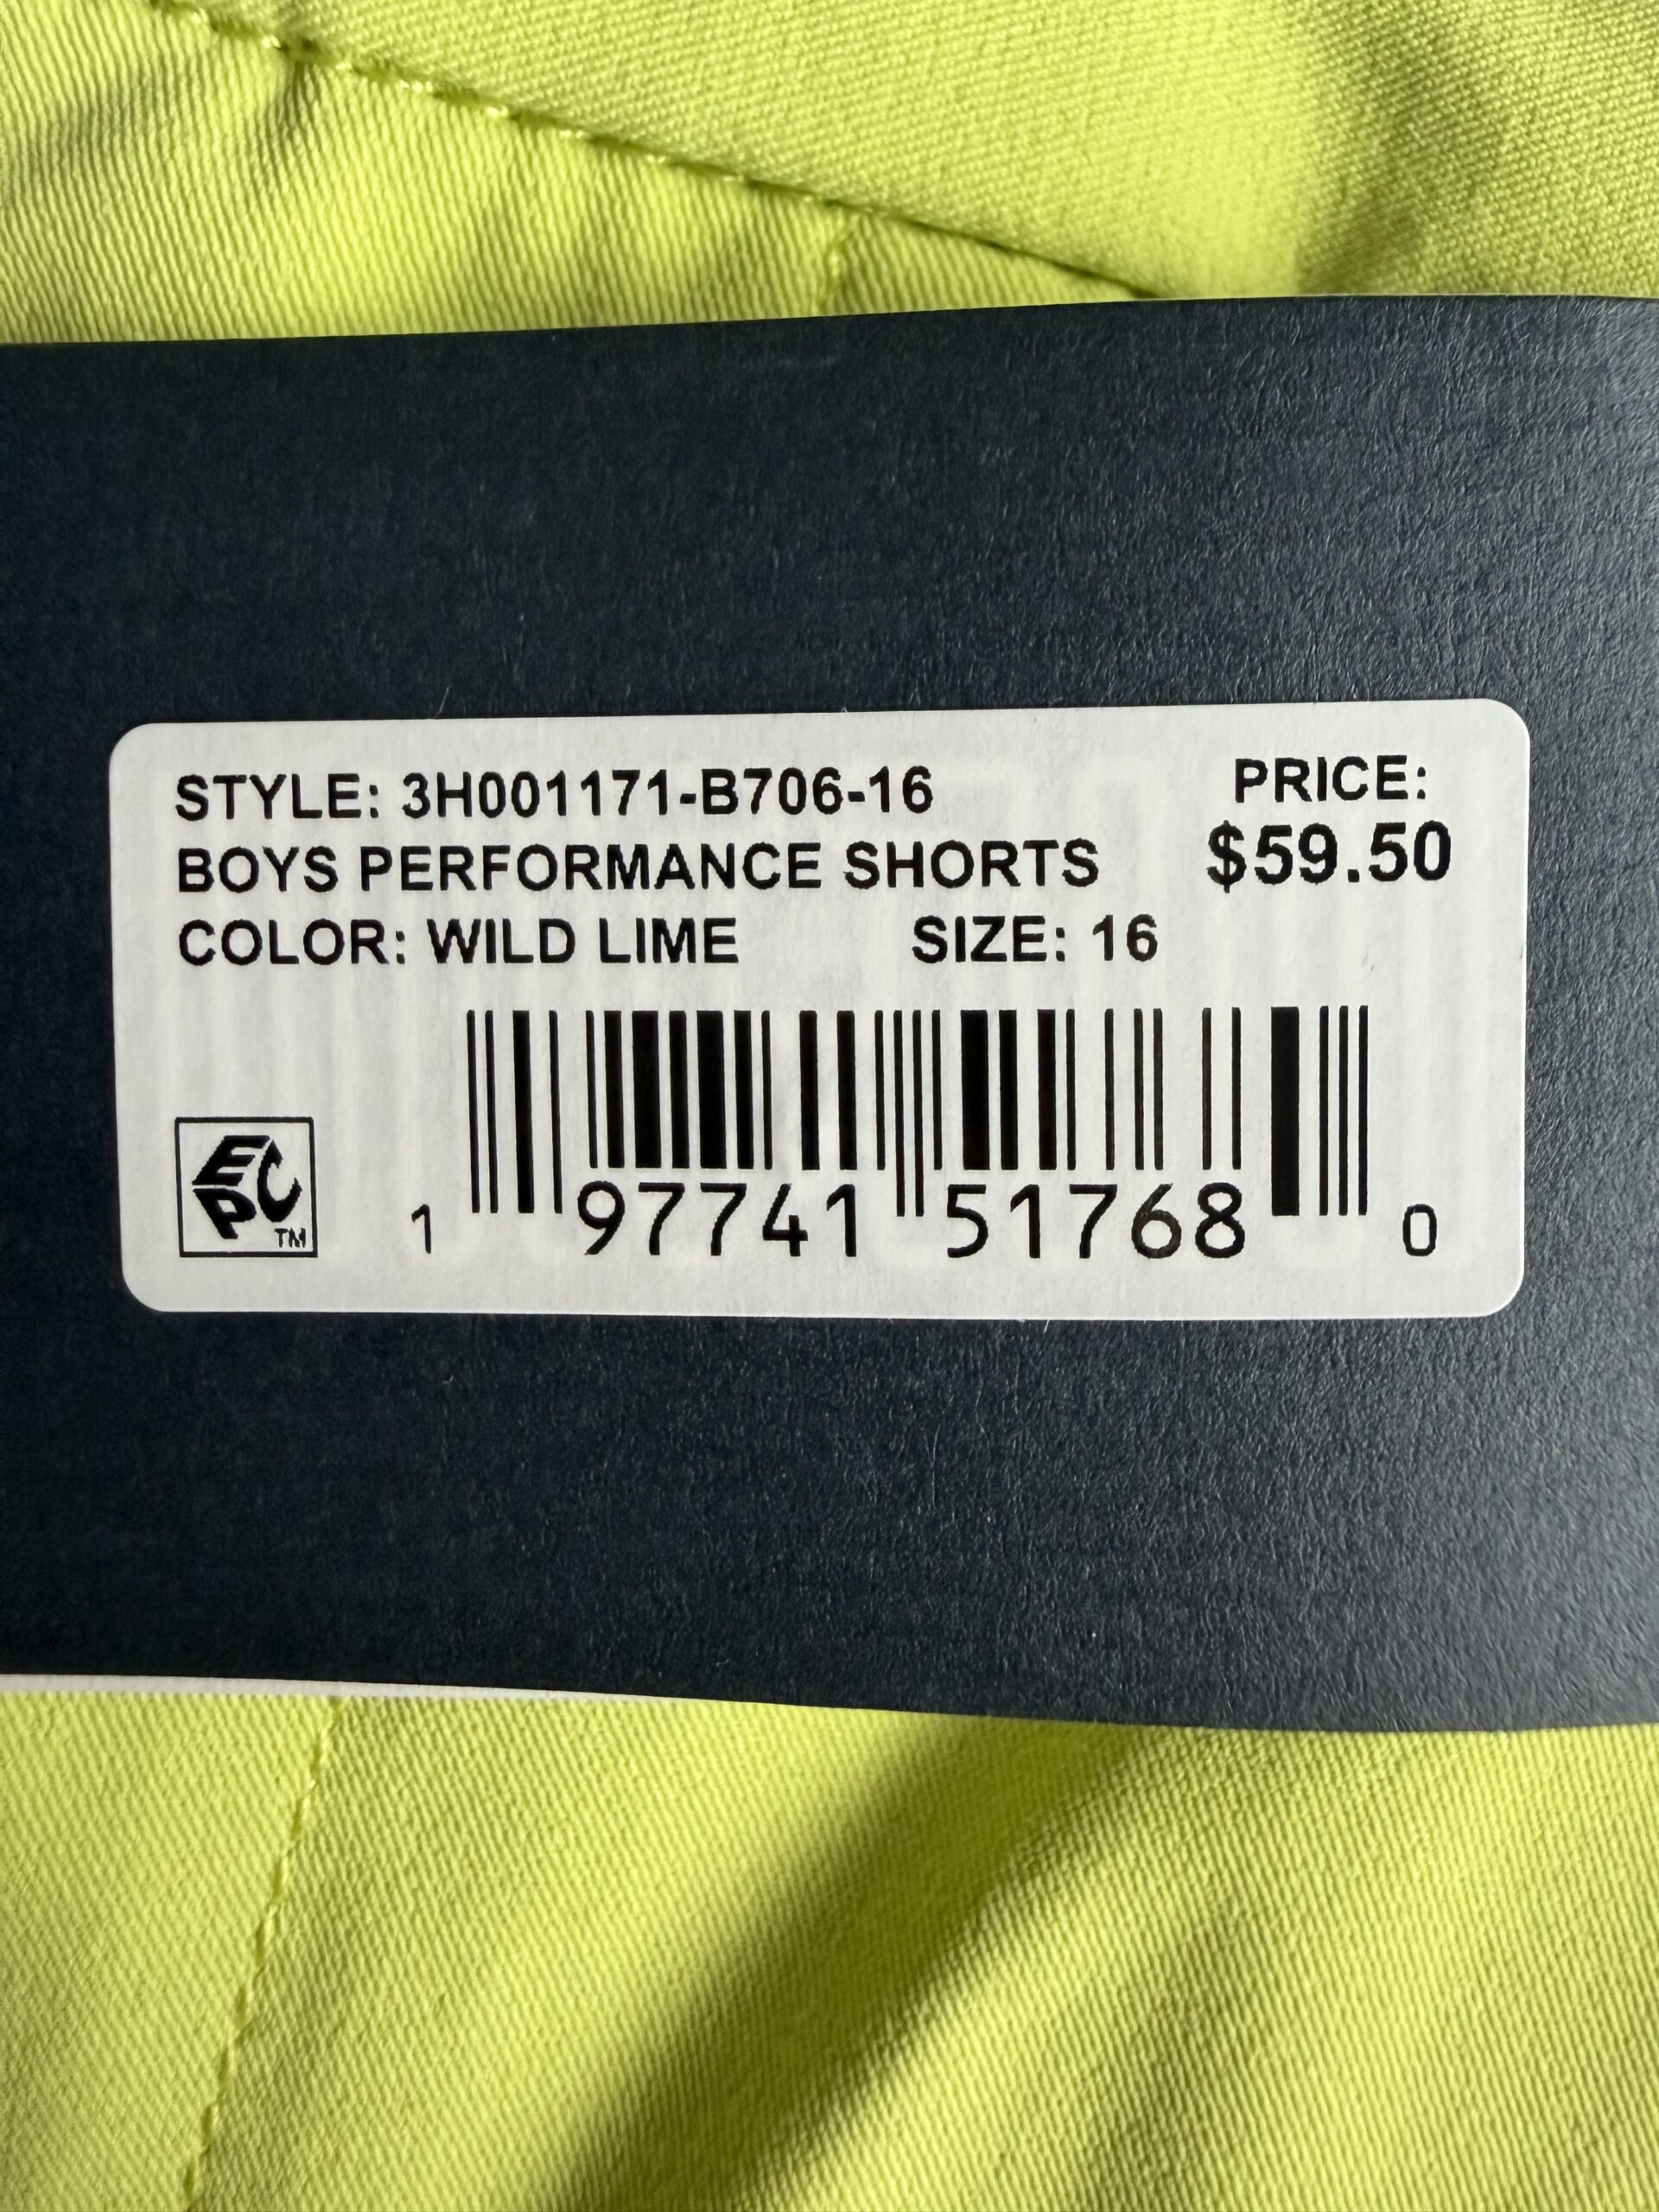 STYLE: 3H001171-B706-16
PRICE:
BOYS PERFORMANCE SHORTS
$59.50
COLOR: WILD LIME SIZE: 16
EPC TM
1 97741 51768 0